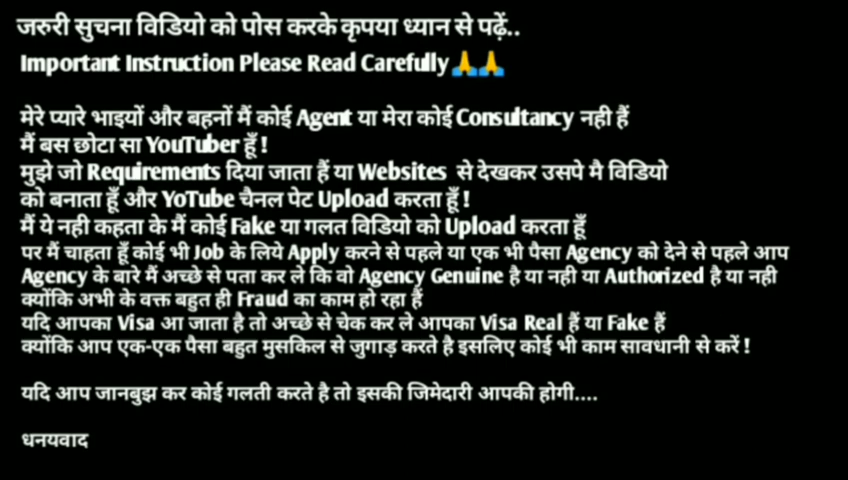 जरुरी सुचना विडियो को पोस करके कृपया ध्यान से पढ़ें..
Important Instruction Please Read Carefully🙏🙏
मेरे प्यारे भाइयों और बहनों मैं कोई Agent या मेरा कोई Consultancy नही हैं
मैं बस छोटा सा YouTuber हूँ !
मुझे जो Requirements दिया जाता हैं या Websites से देखकर उसपे मै विडियो
को बनाता हूँ और YoTube चैनल पेट Upload करता हूँ !
मैं ये नही कहता के मैं कोई Fake या गलत विडियो को Upload करता हूँ
पर मैं चाहता हूँ कोई भी Job के लिये Apply करने से पहले या एक भी पैसा Agency को देने से पहले आप
Agency के बारे मैं अच्छे से पता कर ले कि वो Agency Genuine है या नही या Authorized है या नही
क्योंकि अभी के वक्त बहुत ही Fraud का काम हो रहा हैं
यदि आपका Visa आ जाता है तो अच्छे से चेक कर ले आपका Visa Real हैं या Fake हैं
क्योंकि आप एक-एक पैसा बहुत मुसकिल से जुगाड़ करते है इसलिए कोई भी काम सावधानी से करें !
यदि आप जानबुझ कर कोई गलती करते है तो इसकी जिमेदारी आपकी होगी....
धनयवाद